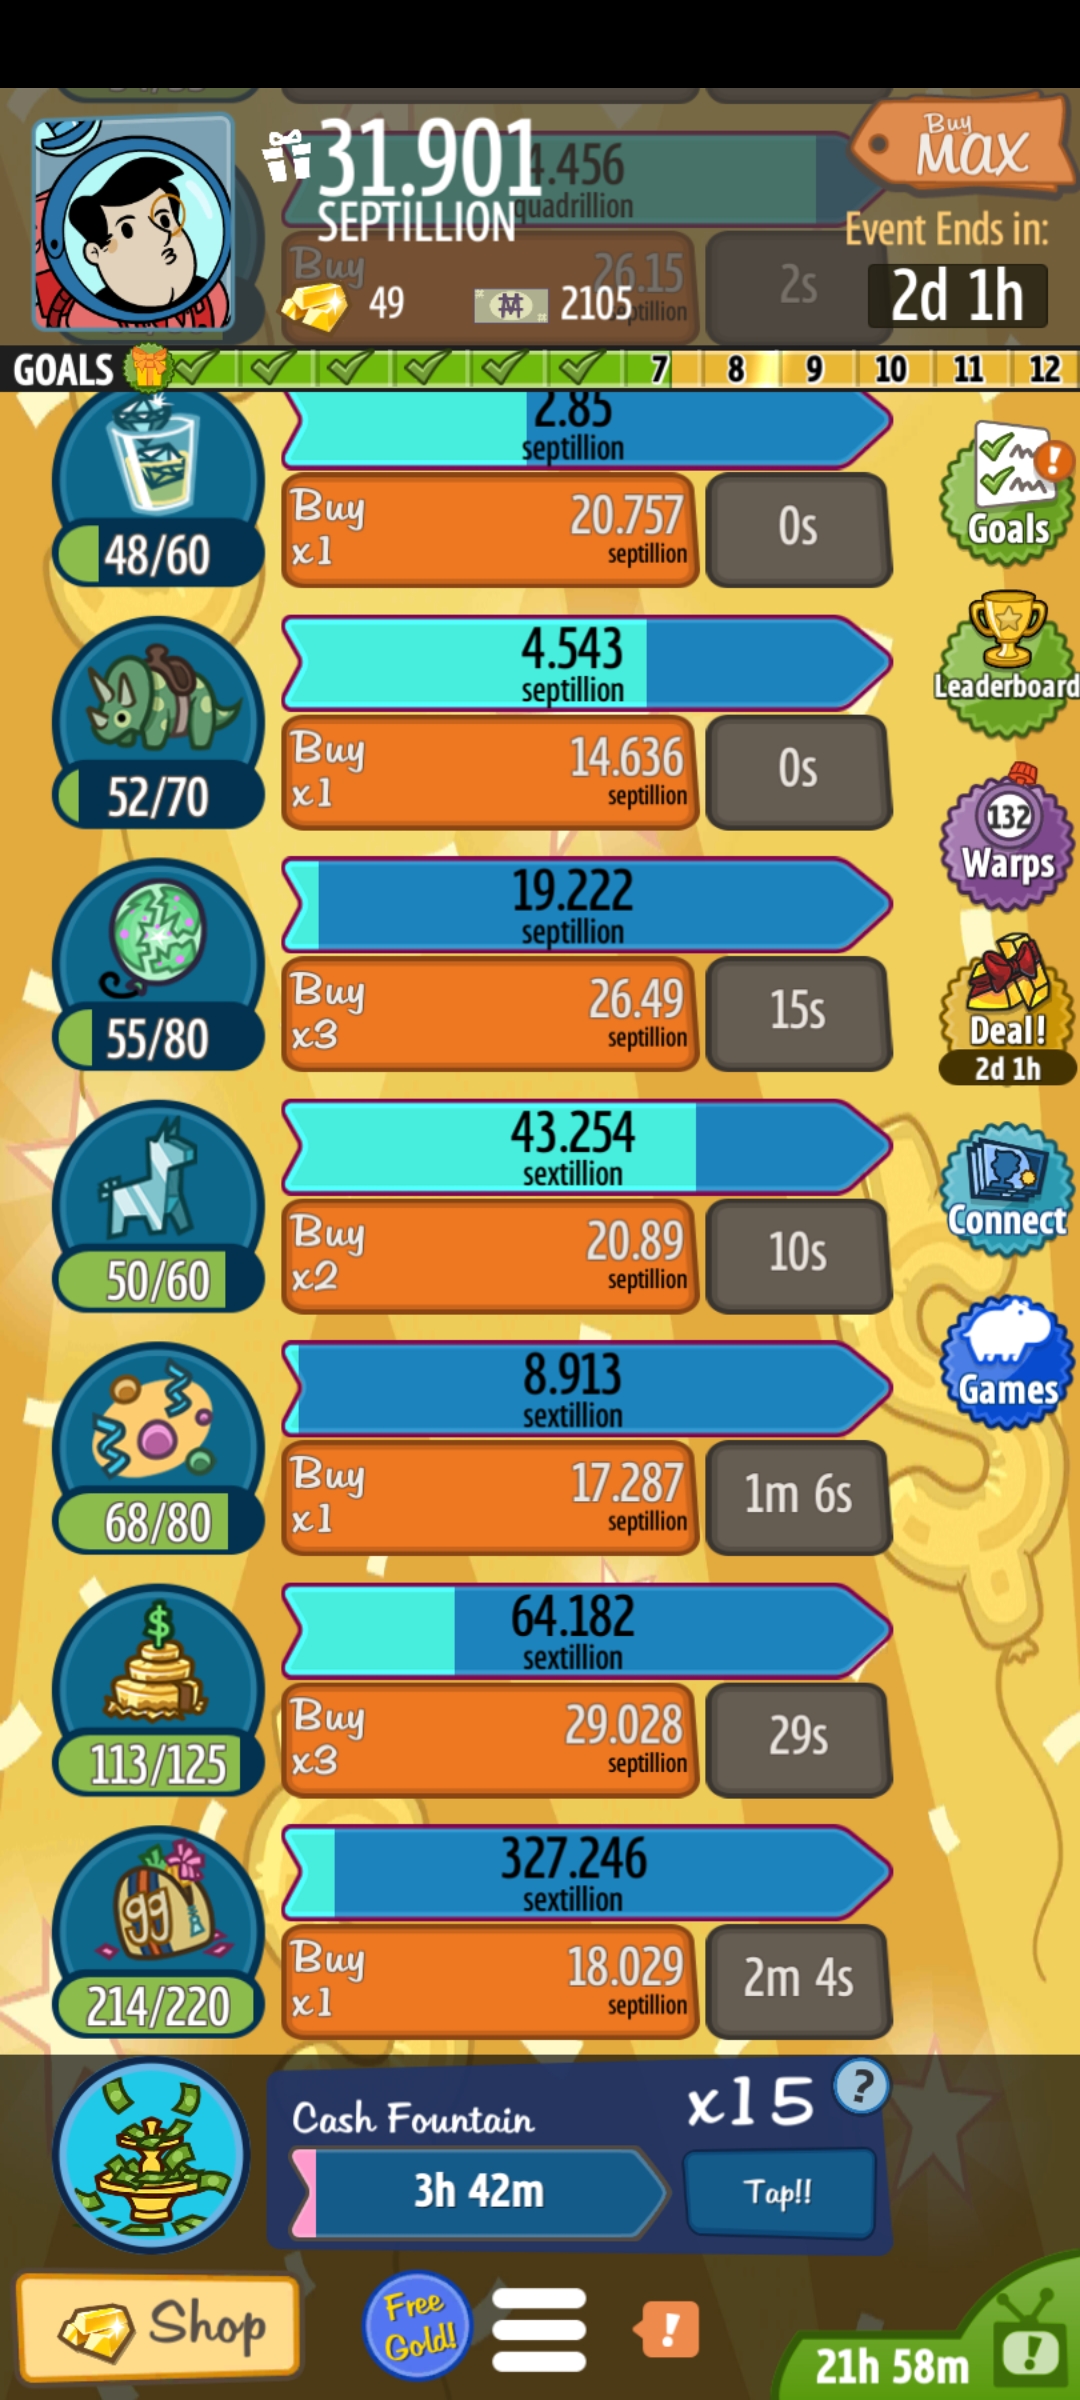 31.901
SEPTILLION
4.456
quadrillion
Buy
MAX
Event Ends in:
2d 1h
Buy
26.15
septillion
2s
49
2105
GOALS
7
8
9
10
11
12
2.85
septillion
48/60
Buy
x1
20.757
septillion
0s
Goals
4.543
septillion
52/70
Buy
x1
14.636
septillion
0s
Leaderboard
19.222
septillion
55/80
Buy
x3
26.49
septillion
15s
132
Warps
Deal!
2d 1h
43.254
sextillion
50/60
Buy
x2
20.89
septillion
10s
Connect
8.913
sextillion
68/80
Buy
x1
17.287
septillion
1m 6s
Games
$
64.182
sextillion
113/125
Buy
x3
29.028
septillion
29s
gg
327.246
sextillion
214/220
Buy
x1
18.029
septillion
2m 4s
Cash Fountain
x15
?
3h 42m
Tap!!
Shop
Free
Gold!
!
21h 58m
!